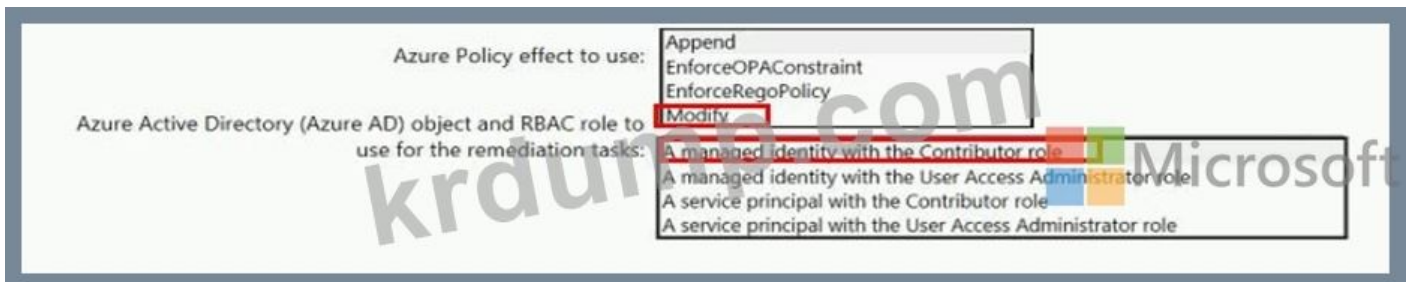 Azure Policy effect to use:
Append
EnforceOPAConstraint
EnforceRegoPolicy
Modify
Azure Active Directory (Azure AD) object and RBAC role to
use for the remediation tasks:
A managed identity with the Contributor role
A managed identity with the User Access Administrator role
A service principal with the Contributor role
A service principal with the User Access Administrator role
krdump.com
Microsoft